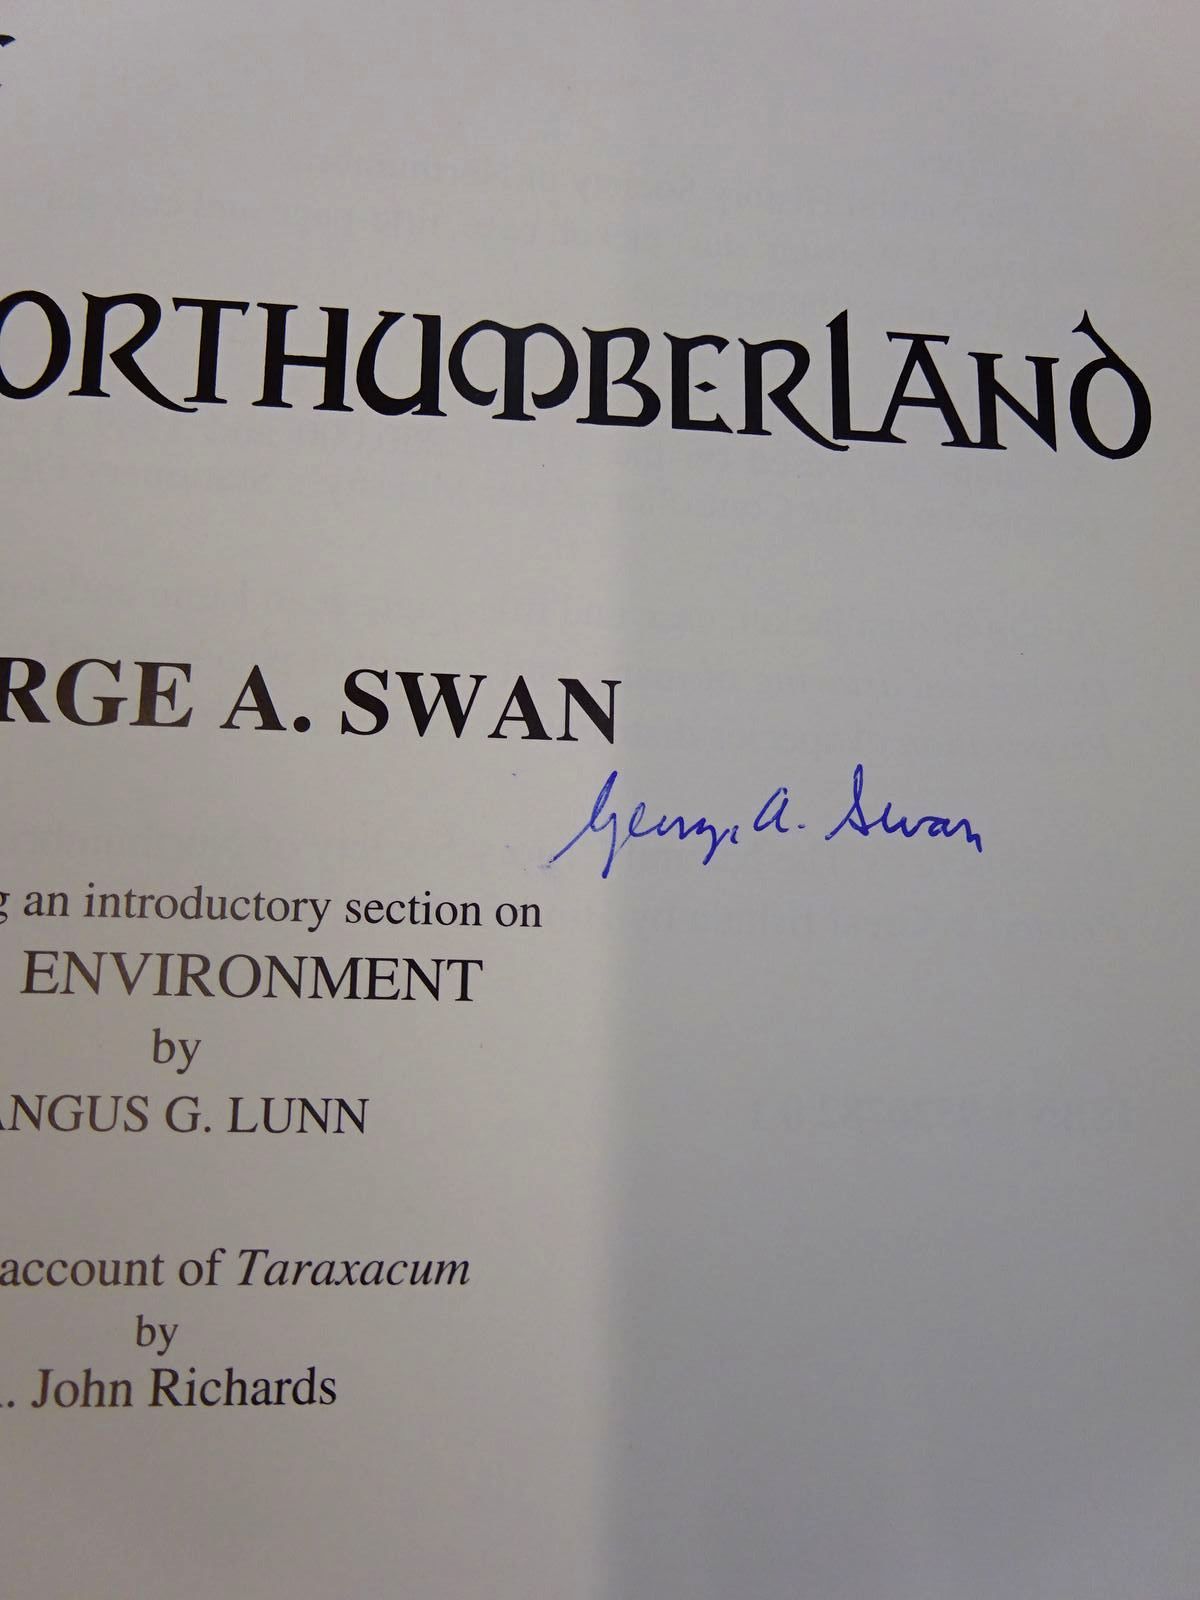 ORTHUMBERLAND
RGE A. SWAN
George A. Swan
g an introductory section on
ENVIRONMENT
by
ANGUS G. LUNN
account of Taraxacum
by
. John Richards